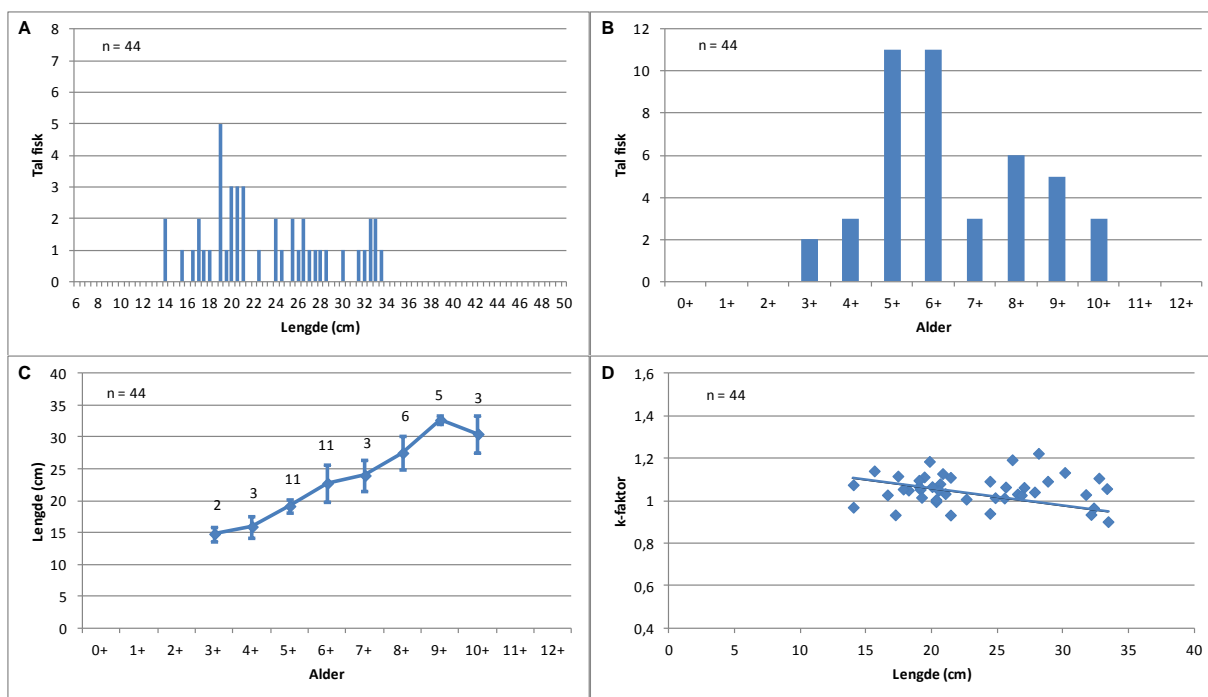 A
n = 44
Tal fisk
8
7
6
5
4
3
2
1
0
6 8 10 12 14 16 18 20 22 24 26 28 30 32 34 36 38 40 42 44 46 48 50
Lengde (cm)
B
n = 44
Tal fisk
12
10
8
6
4
2
0
0+ 1+ 2+ 3+ 4+ 5+ 6+ 7+ 8+ 9+ 10+ 11+ 12+
Alder
C
n = 44
Lengde (cm)
40
35
30
25
20
15
10
5
0
2 3 11 11 3 6 5 3
0+ 1+ 2+ 3+ 4+ 5+ 6+ 7+ 8+ 9+ 10+ 11+ 12+
Alder
D
n = 44
k-faktor
1,6
1,4
1,2
1
0,8
0,6
0,4
0 5 10 15 20 25 30 35 40
Lengde (cm)